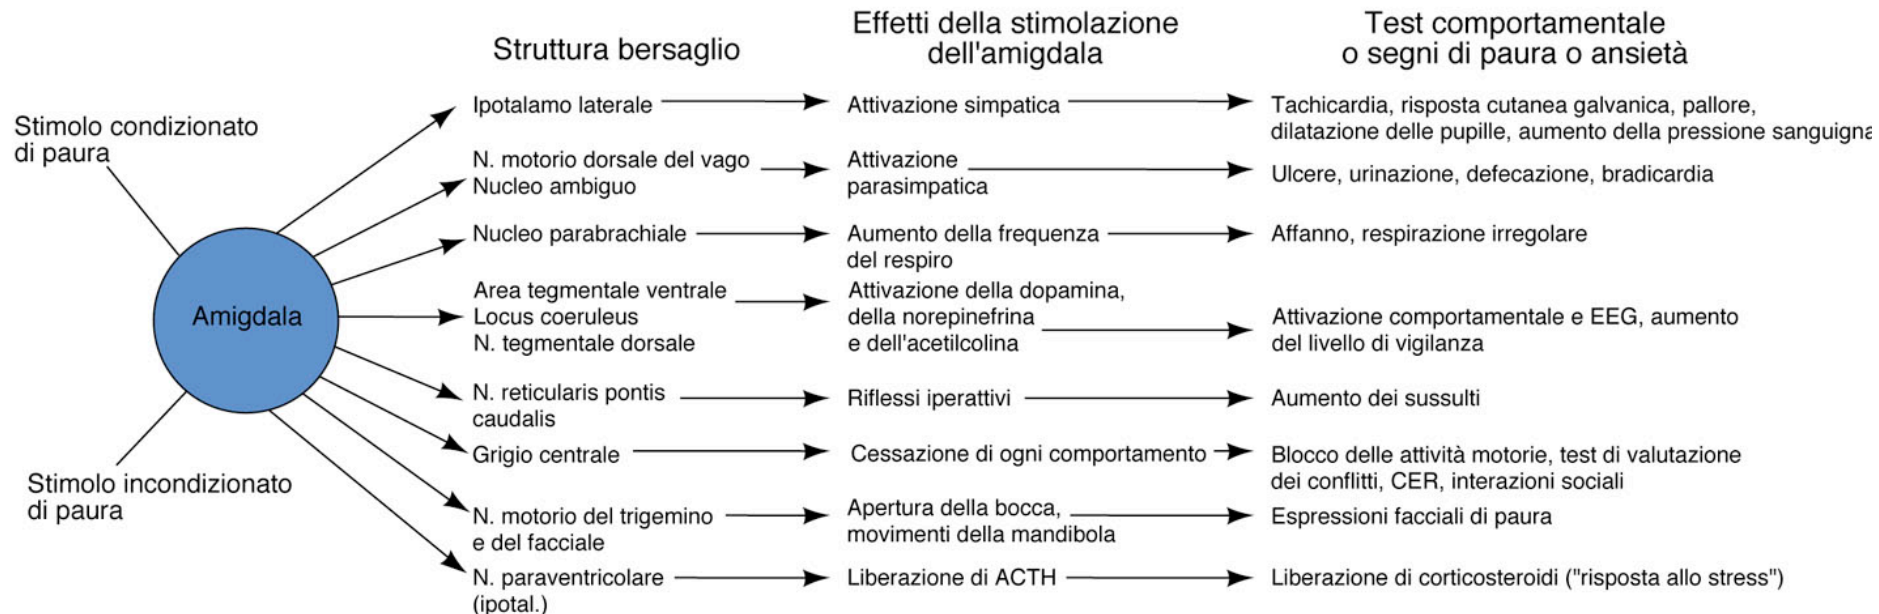 Struttura bersaglio
Effetti della stimolazione
dell'amigdala
Test comportamentale
o segni di paura o ansietà
Stimolo condizionato
di paura
Amigdala
Stimolo incondizionato
di paura
Ipotalamo laterale
Attivazione simpatica
Tachicardia, risposta cutanea galvanica, pallore,
dilatazione delle pupille, aumento della pressione sanguigna
N. motorio dorsale del vago
Nucleo ambiguo
Attivazione
parasimpatica
Ulcere, urinazione, defecazione, bradicardia
Nucleo parabrachiale
Aumento della frequenza
del respiro
Affanno, respirazione irregolare
Area tegmentale ventrale
Locus coeruleus
N. tegmentale dorsale
Attivazione della dopamina,
della norepinefrina
e dell'acetilcolina
Attivazione comportamentale e EEG, aumento
del livello di vigilanza
N. reticularis pontis
caudalis
Riflessi iperattivi
Aumento dei sussulti
Grigio centrale
Cessazione di ogni comportamento
Blocco delle attività motorie, test di valutazione
dei conflitti, CER, interazioni sociali
N. motorio del trigemino
e del facciale
Apertura della bocca,
movimenti della mandibola
Espressioni facciali di paura
N. paraventricolare
(ipotal.)
Liberazione di ACTH
Liberazione di corticosteroidi ("risposta allo stress")